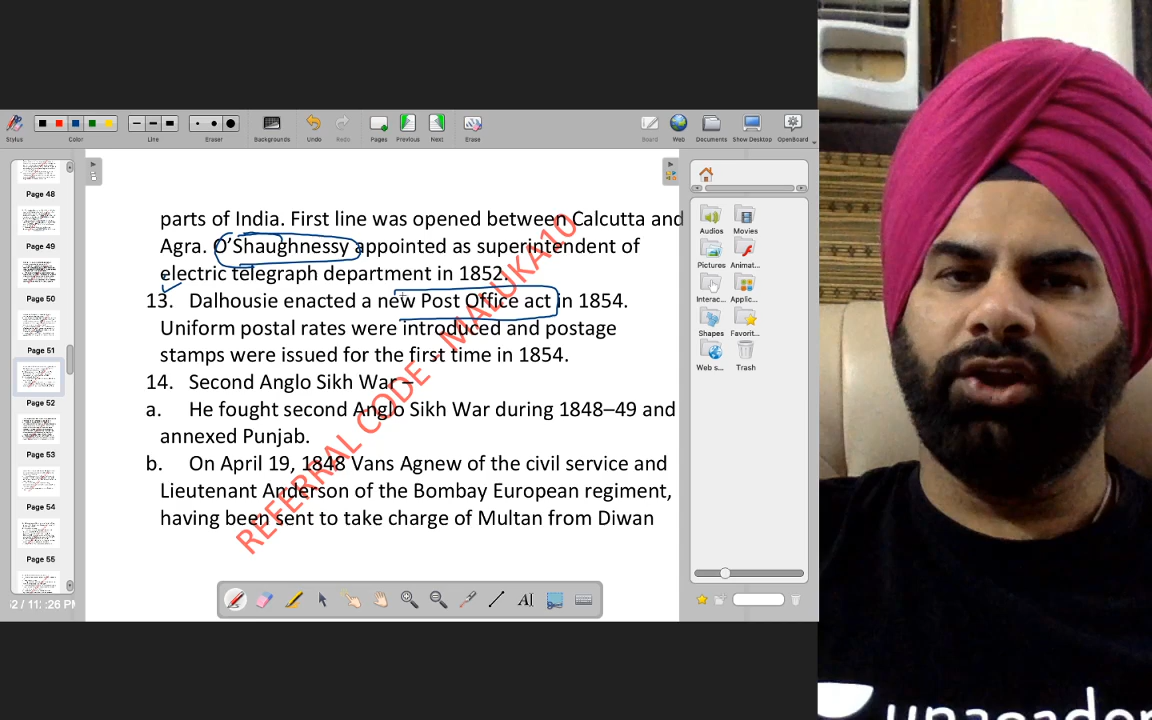 Stylus
Color
Line
Eraser
Backgrounds
Undo
Redo
Pages
Previous
Next
Erase
Board
Web
Documents
Show Desktop
OpenBoard
Page 48
Page 49
Page 50
Page 51
Page 52
Page 53
Page 54
Page 55
parts of India. First line was opened between Calcutta and
Agra. O'Shaughnessy appointed as superintendent of
electric telegraph department in 1852.
13. Dalhousie enacted a new Post Office act in 1854.
Uniform postal rates were introduced and postage
stamps were issued for the first time in 1854.
14. Second Anglo Sikh War –
a. He fought second Anglo Sikh War during 1848–49 and
annexed Punjab.
b. On April 19, 1848 Vans Agnew of the civil service and
Lieutenant Anderson of the Bombay European regiment,
having been sent to take charge of Multan from Diwan
REFERRAL CODE - MALUKA10
Audios
Movies
Pictures
Animat...
Interac...
Applic...
Shapes
Favorit...
Web s...
Trash
unacader